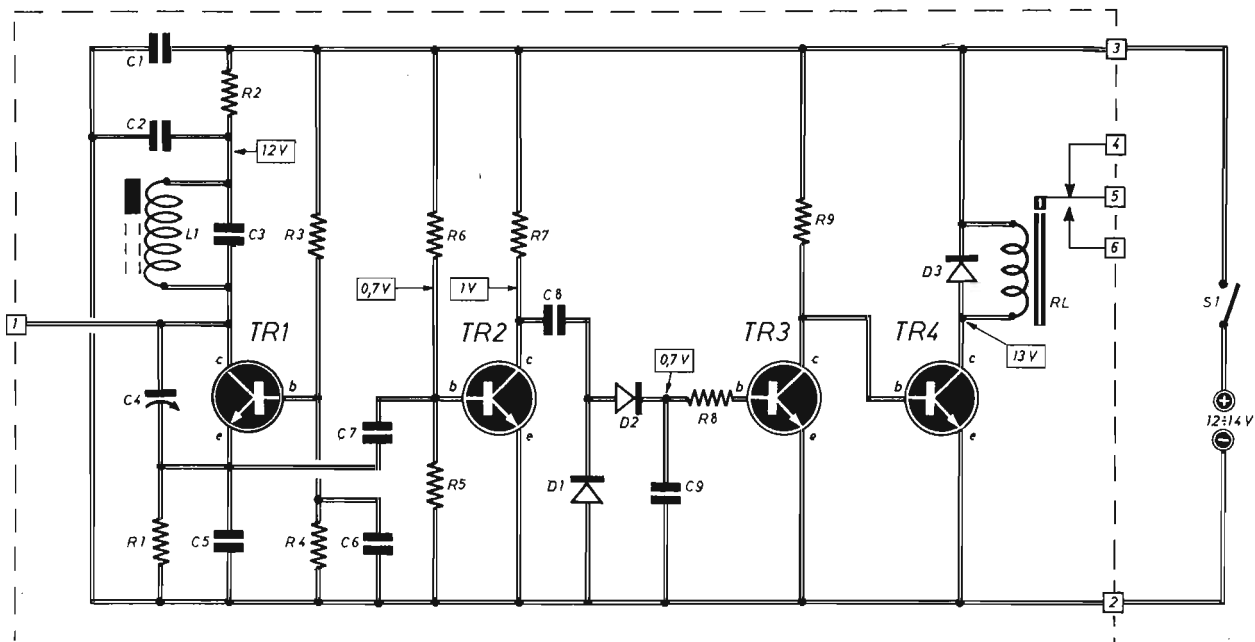 C1
R2
3
C2
12V
4
5
6
L1
C3
R3
R6
R7
R9
D3
RL
S1
0,7V
1V
C8
1
TR1
TR2
TR3
TR4
13V
0,7V
c
b
e
c
b
e
c
b
e
c
b
e
C4
C7
D2
R8
+
12÷14V
−
R5
D1
C9
R1
C5
R4
C6
2